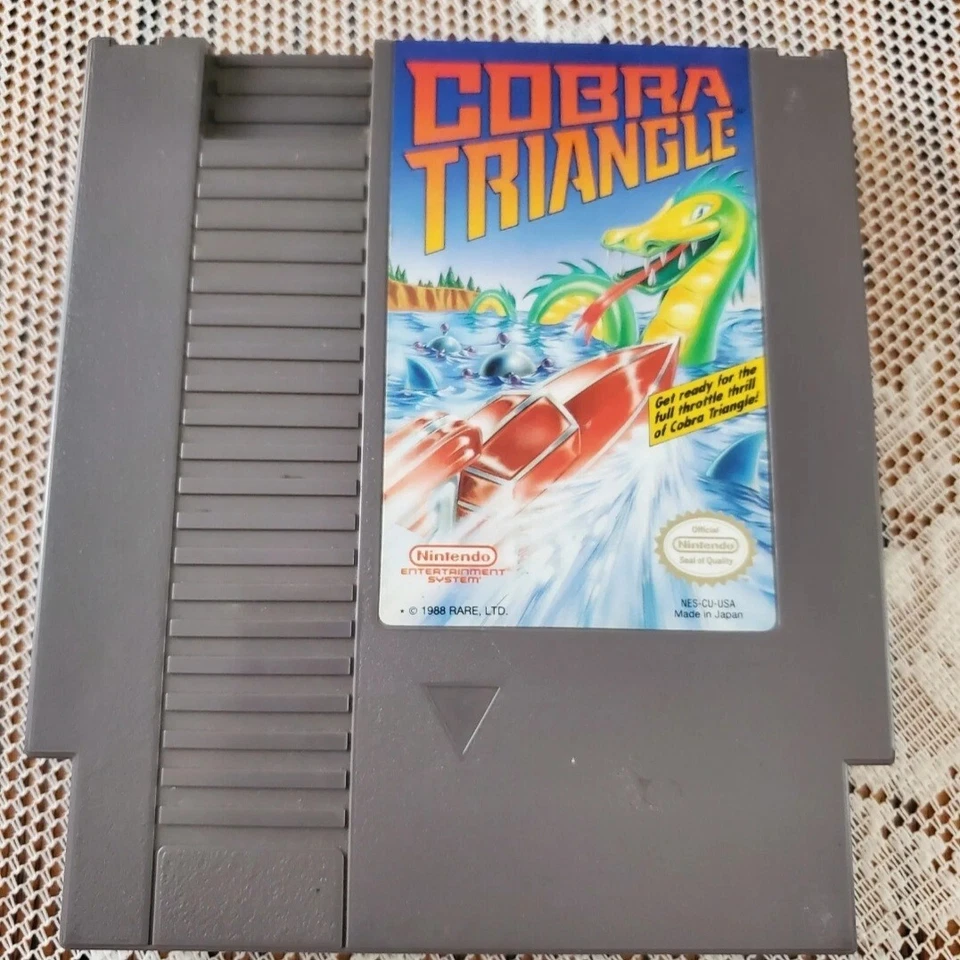 COBRA
TRIANGLE™
Get ready for the
full throttle thrill
of Cobra Triangle!
Nintendo
ENTERTAINMENT
SYSTEM®
• © 1988 RARE, LTD.
Official
Nintendo
Seal of Quality
NES-CU-USA
Made in Japan